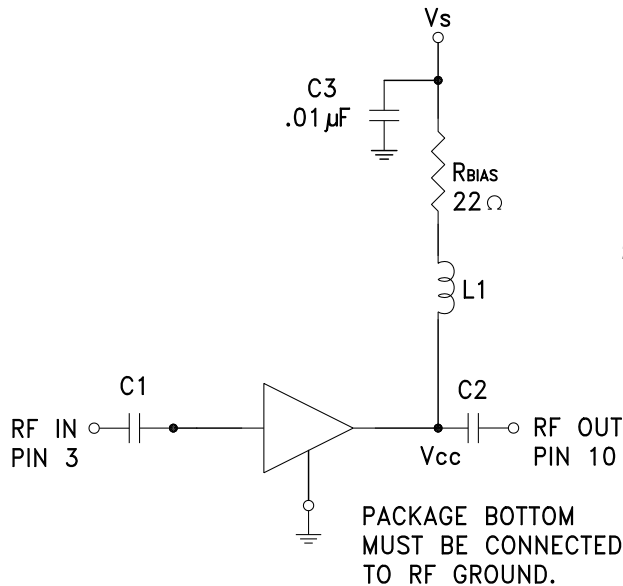 Vs
C3
.01µF
RBIAS
22Ω
L1
C1
C2
RF IN
PIN 3
RF OUT
PIN 10
Vcc
PACKAGE BOTTOM
MUST BE CONNECTED
TO RF GROUND.